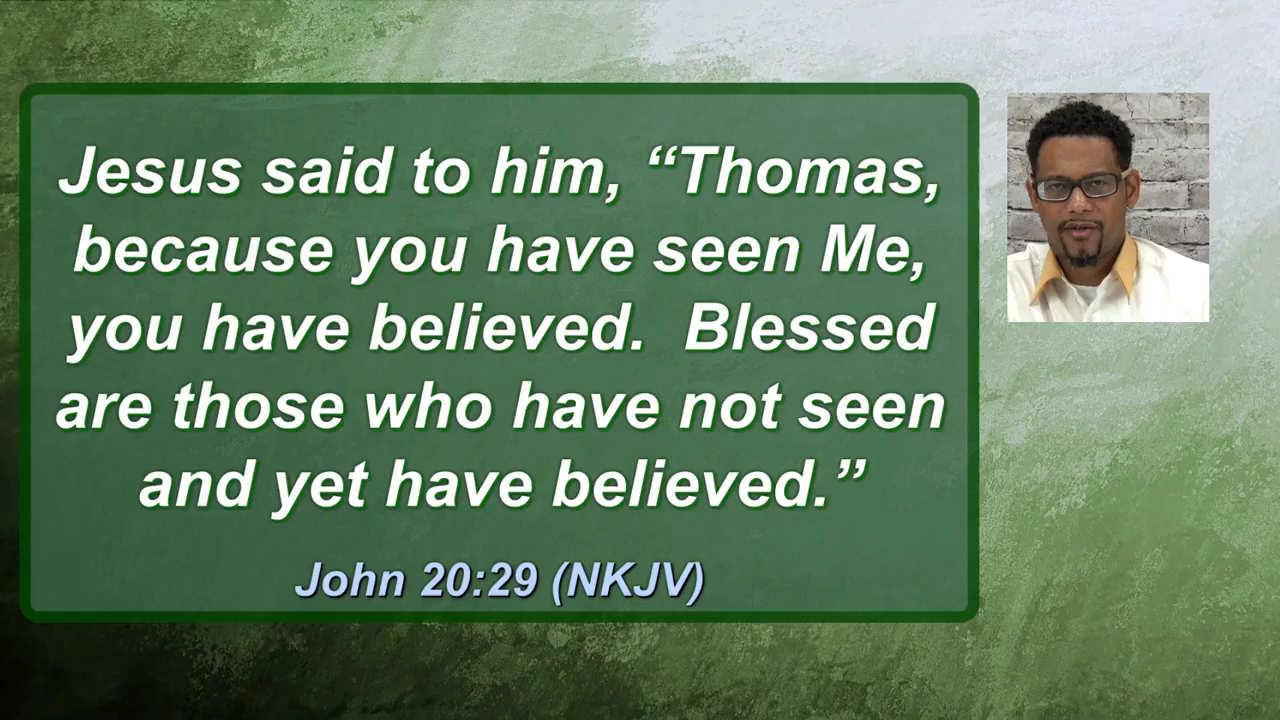 Jesus said to him, “Thomas,
because you have seen Me,
you have believed.  Blessed
are those who have not seen
and yet have believed.”
John 20:29 (NKJV)